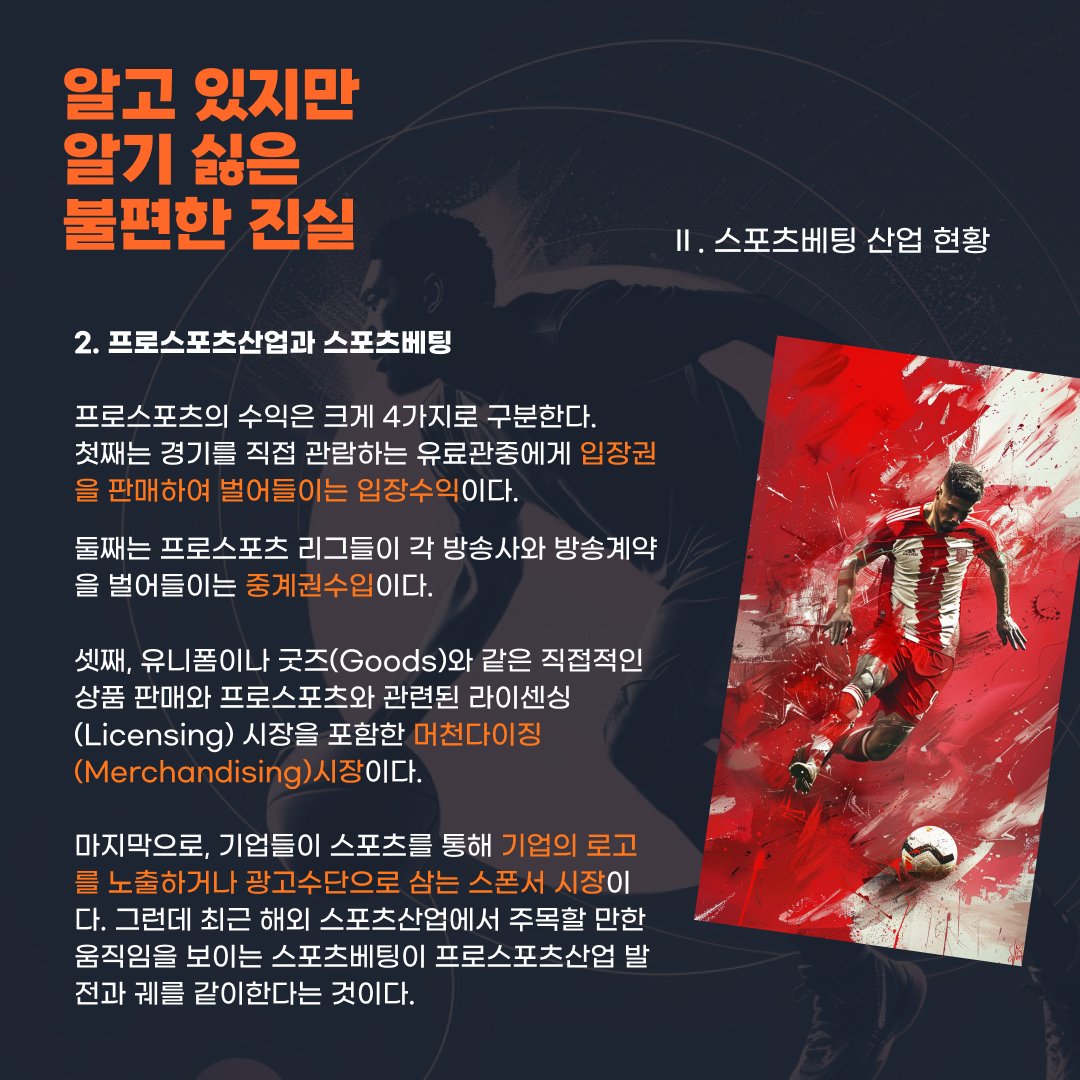 알고 있지만
알기 싫은
불편한 진실
Ⅱ. 스포츠베팅 산업 현황
2. 프로스포츠산업과 스포츠베팅
프로스포츠의 수익은 크게 4가지로 구분한다.
첫째는 경기를 직접 관람하는 유료관중에게 입장권
을 판매하여 벌어들이는 입장수익이다.
둘째는 프로스포츠 리그들이 각 방송사와 방송계약
을 벌어들이는 중계권수입이다.
셋째, 유니폼이나 굿즈(Goods)와 같은 직접적인
상품 판매와 프로스포츠와 관련된 라이센싱
(Licensing) 시장을 포함한 머천다이징
(Merchandising)시장이다.
마지막으로, 기업들이 스포츠를 통해 기업의 로고
를 노출하거나 광고수단으로 삼는 스폰서 시장이
다. 그런데 최근 해외 스포츠산업에서 주목할 만한
움직임을 보이는 스포츠베팅이 프로스포츠산업 발
전과 궤를 같이한다는 것이다.
7